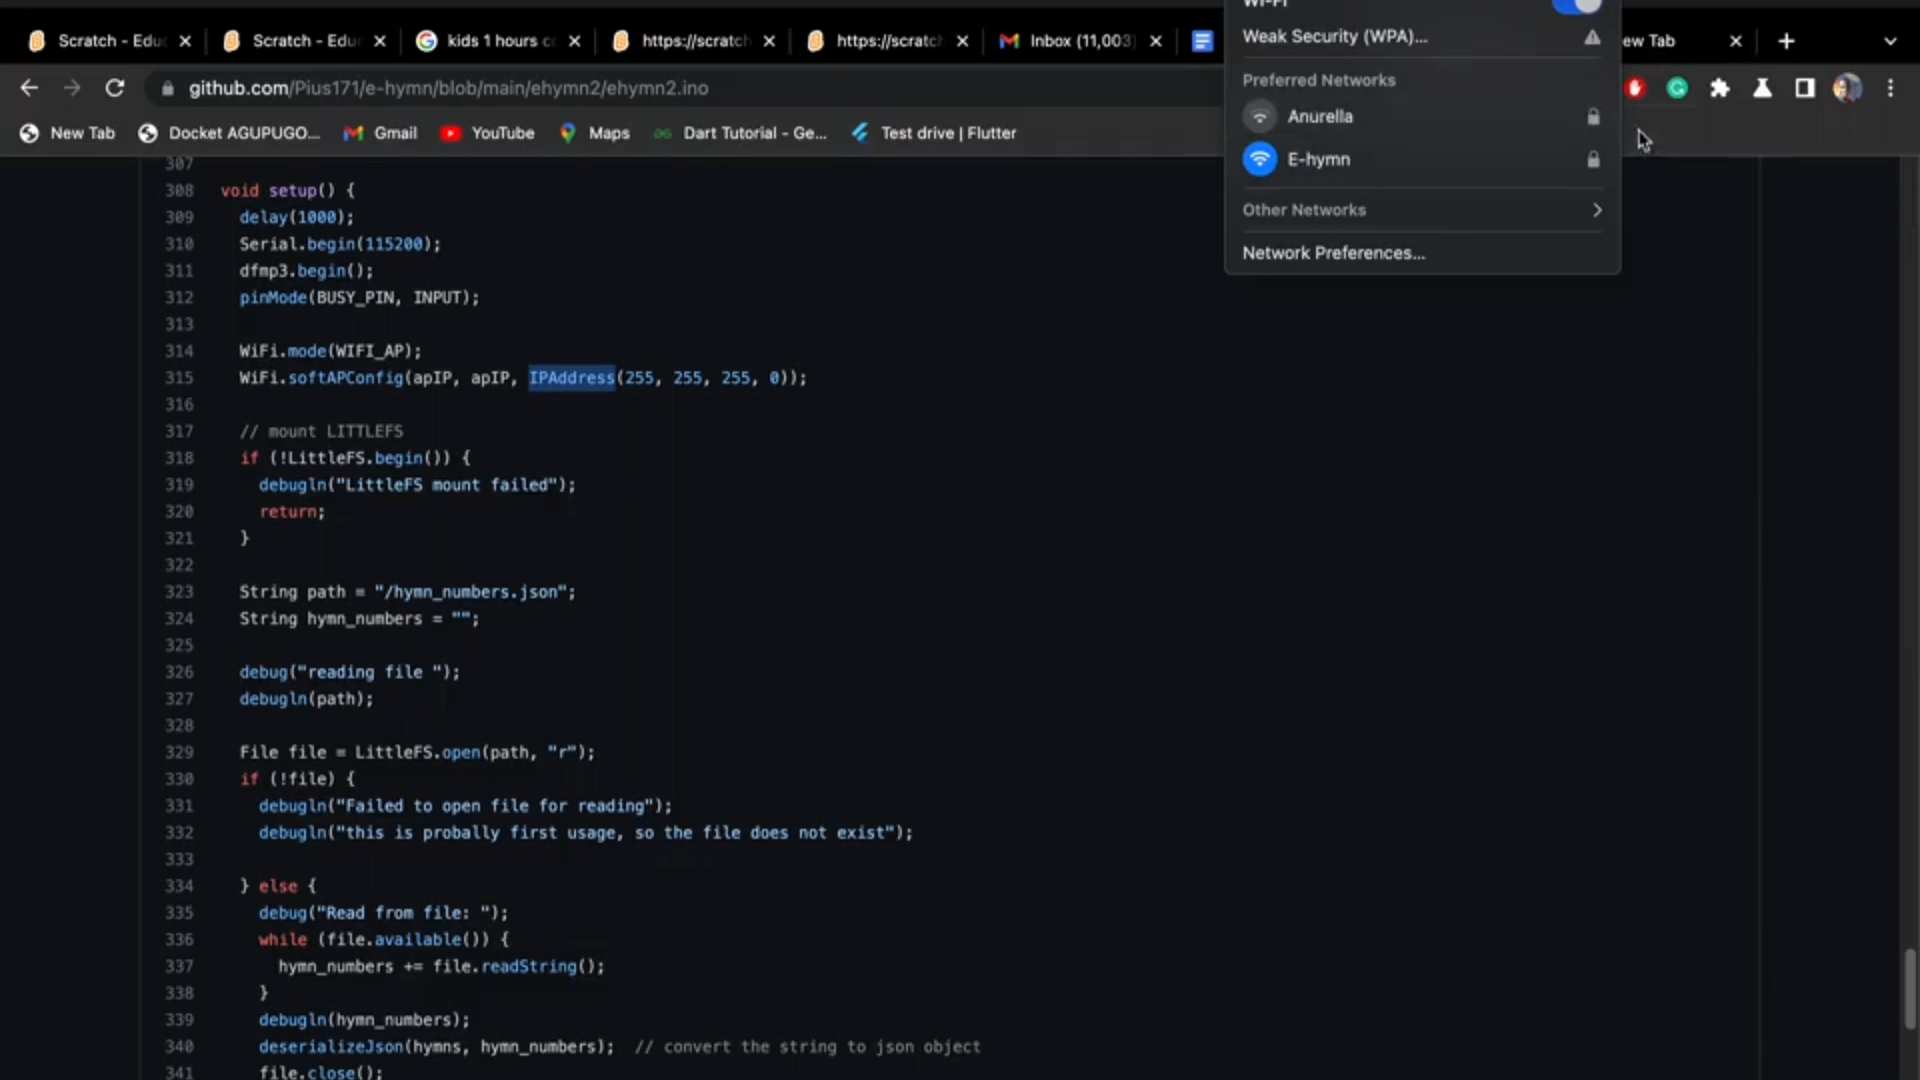 Wi-Fi
Scratch - Edu
Scratch - Edu
kids 1 hours c
https://scratch
https://scratch
Inbox (11,003)
ew Tab
Weak Security (WPA)...
github.com/Pius171/e-hymn/blob/main/ehymn2/ehymn2.ino
Preferred Networks
Anurella
New Tab
Docket AGUPUGO...
Gmail
YouTube
Maps
Dart Tutorial - Ge...
Test drive | Flutter
E-hymn
Other Networks
Network Preferences...
307
308 void setup() {
309 delay(1000);
310 Serial.begin(115200);
311 dfmp3.begin();
312 pinMode(BUSY_PIN, INPUT);
313
314 WiFi.mode(WIFI_AP);
315 WiFi.softAPConfig(apIP, apIP, IPAddress(255, 255, 255, 0));
316
317 // mount LITTLEFS
318 if (!LittleFS.begin()) {
319 debugln("LittleFS mount failed");
320 return;
321 }
322
323 String path = "/hymn_numbers.json";
324 String hymn_numbers = "";
325
326 debug("reading file ");
327 debugln(path);
328
329 File file = LittleFS.open(path, "r");
330 if (!file) {
331 debugln("Failed to open file for reading");
332 debugln("this is probally first usage, so the file does not exist");
333
334 } else {
335 debug("Read from file: ");
336 while (file.available()) {
337 hymn_numbers += file.readString();
338 }
339 debugln(hymn_numbers);
340 deserializeJson(hymns, hymn_numbers); // convert the string to json object
341 file.close();